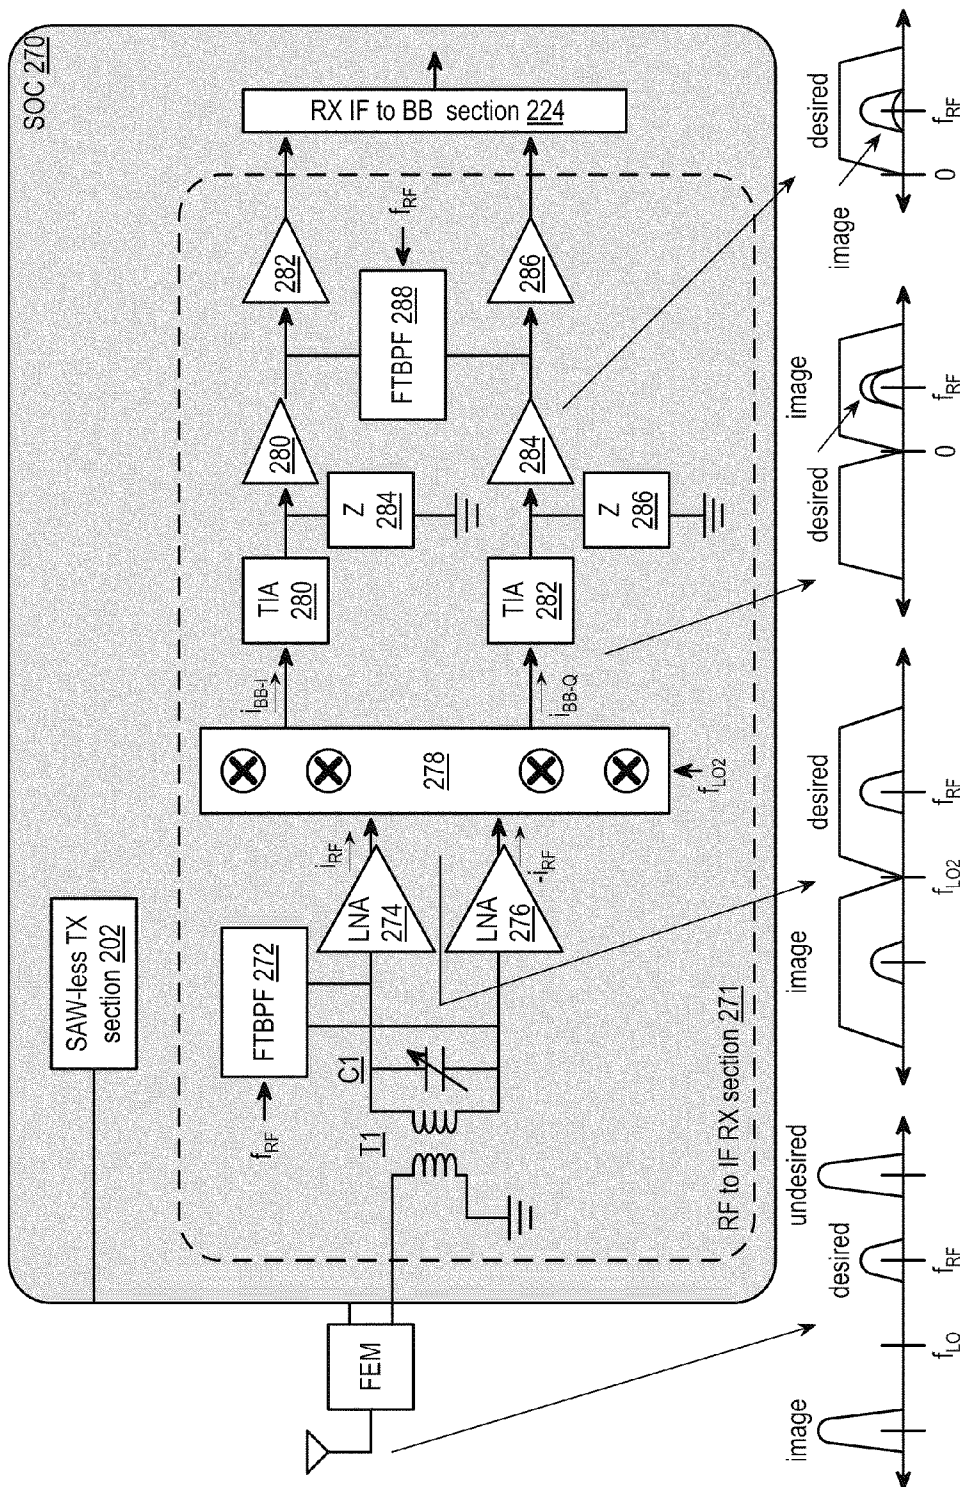 SOC 270
SAW-less TX
section 202
FEM
RF to IF RX section 271
FTBPF 272
f_RF
C1
T1
LNA
274
LNA
276
i_RF
-i_RF
278
f_LO2
i_BB-I
i_BB-Q
TIA
280
TIA
282
Z
284
Z
286
280
284
FTBPF 288
f_RF
282
286
RX IF to BB section 224
image
desired
undesired
f_LO
f_RF
image
desired
f_LO2
f_RF
desired
image
0
f_RF
image
desired
0
f_RF